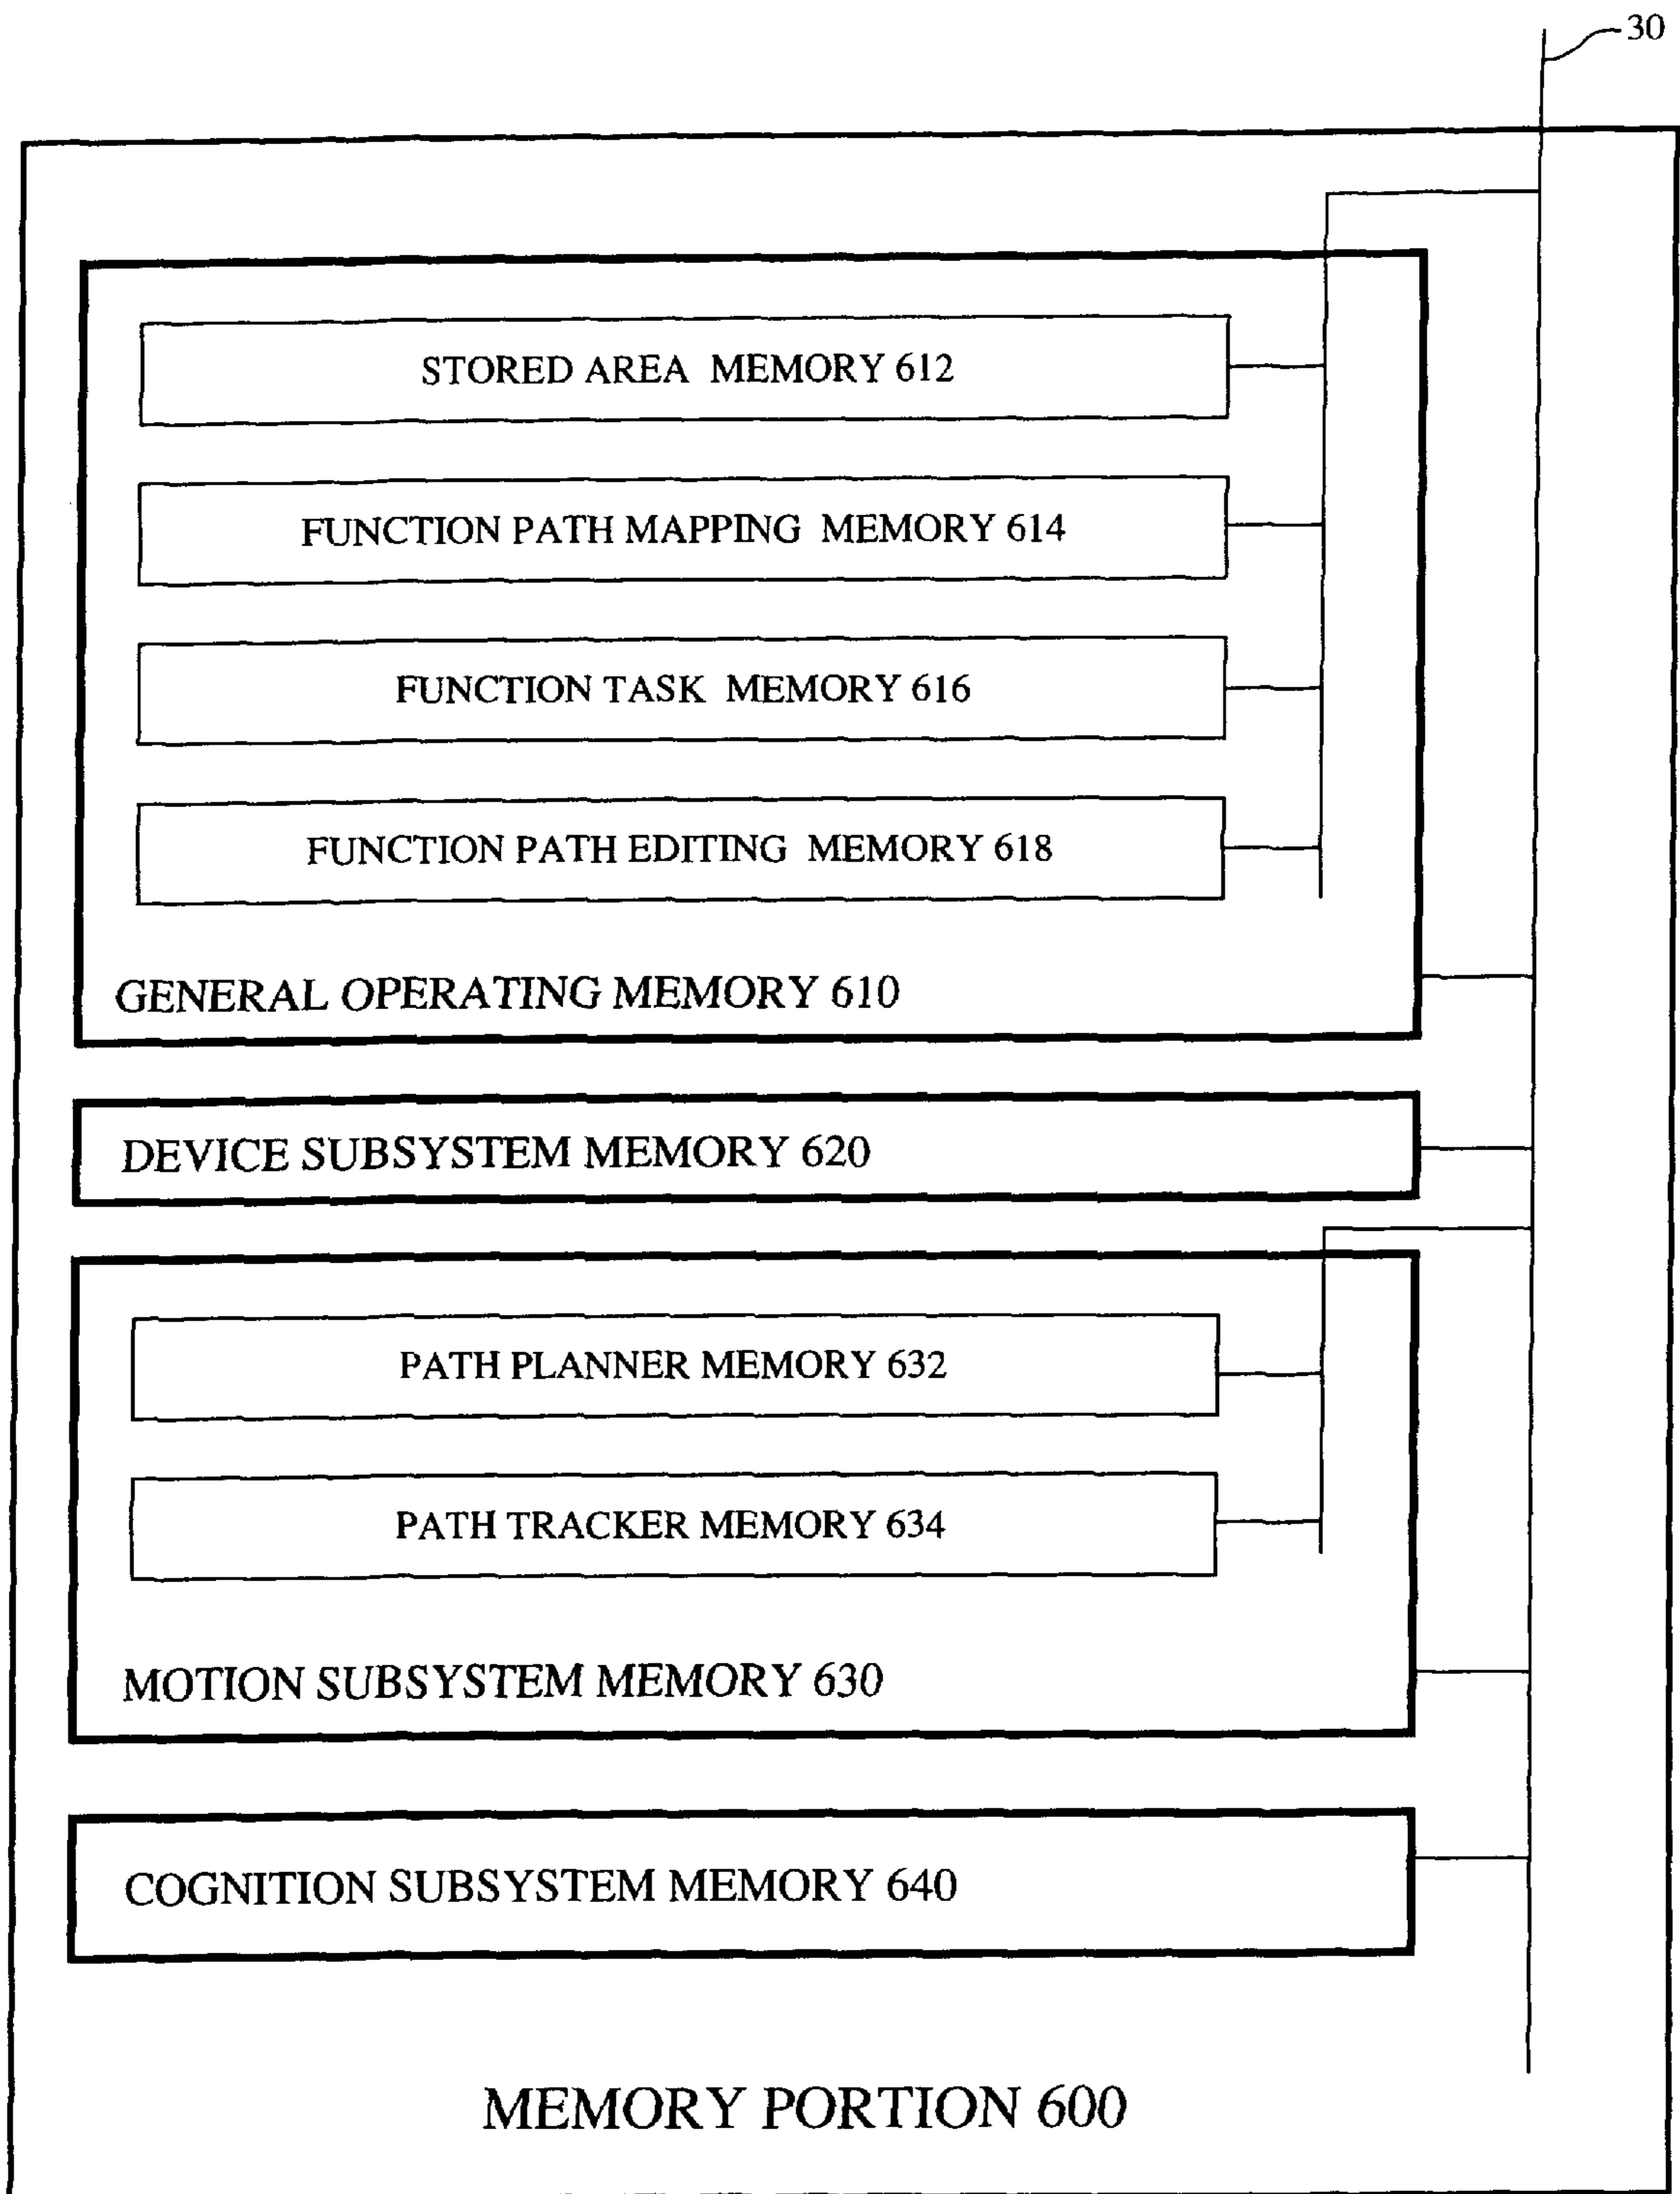 30
STORED AREA MEMORY 612
FUNCTION PATH MAPPING MEMORY 614
FUNCTION TASK MEMORY 616
FUNCTION PATH EDITING MEMORY 618
GENERAL OPERATING MEMORY 610
DEVICE SUBSYSTEM MEMORY 620
PATH PLANNER MEMORY 632
PATH TRACKER MEMORY 634
MOTION SUBSYSTEM MEMORY 630
COGNITION SUBSYSTEM MEMORY 640
MEMORY PORTION 600